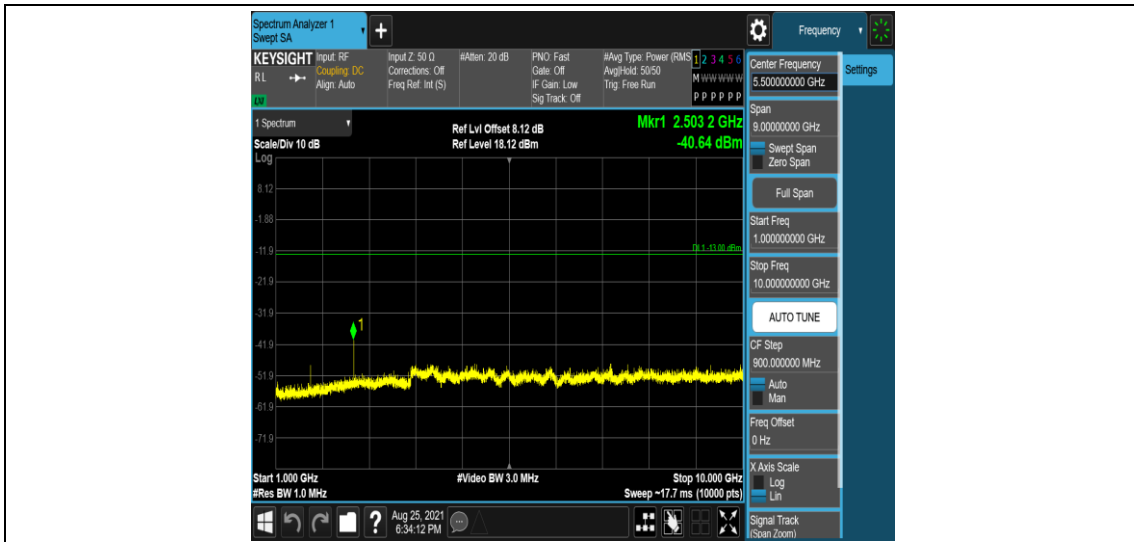 Spectrum Analyzer 1
Swept SA
+
Frequency
KEYSIGHT
RL
LXI
Input: RF
Coupling: DC
Align: Auto
Input Z: 50 Ω
Corrections: Off
Freq Ref: Int (S)
#Atten: 20 dB
PNO: Fast
Gate: Off
IF Gain: Low
Sig Track: Off
#Avg Type: Power (RMS
Avg|Hold: 50/50
Trig: Free Run
1 2 3 4 5 6
M W W W W W
P P P P P P
1 Spectrum
Scale/Div 10 dB
Ref Lvl Offset 8.12 dB
Ref Level 18.12 dBm
Mkr1 2.503 2 GHz
-40.64 dBm
Log
8.12
-1.88
-11.9
-21.9
-31.9
-41.9
-51.9
-61.9
-71.9
DL1 -13.00 dBm
1
Start 1.000 GHz
#Res BW 1.0 MHz
#Video BW 3.0 MHz
Stop 10.000 GHz
Sweep ~17.7 ms (10000 pts)
?
Aug 25, 2021
6:34:12 PM
Center Frequency
5.500000000 GHz
Settings
Span
9.00000000 GHz
Swept Span
Zero Span
Full Span
Start Freq
1.000000000 GHz
Stop Freq
10.000000000 GHz
AUTO TUNE
CF Step
900.000000 MHz
Auto
Man
Freq Offset
0 Hz
X Axis Scale
Log
Lin
Signal Track
(Span Zoom)